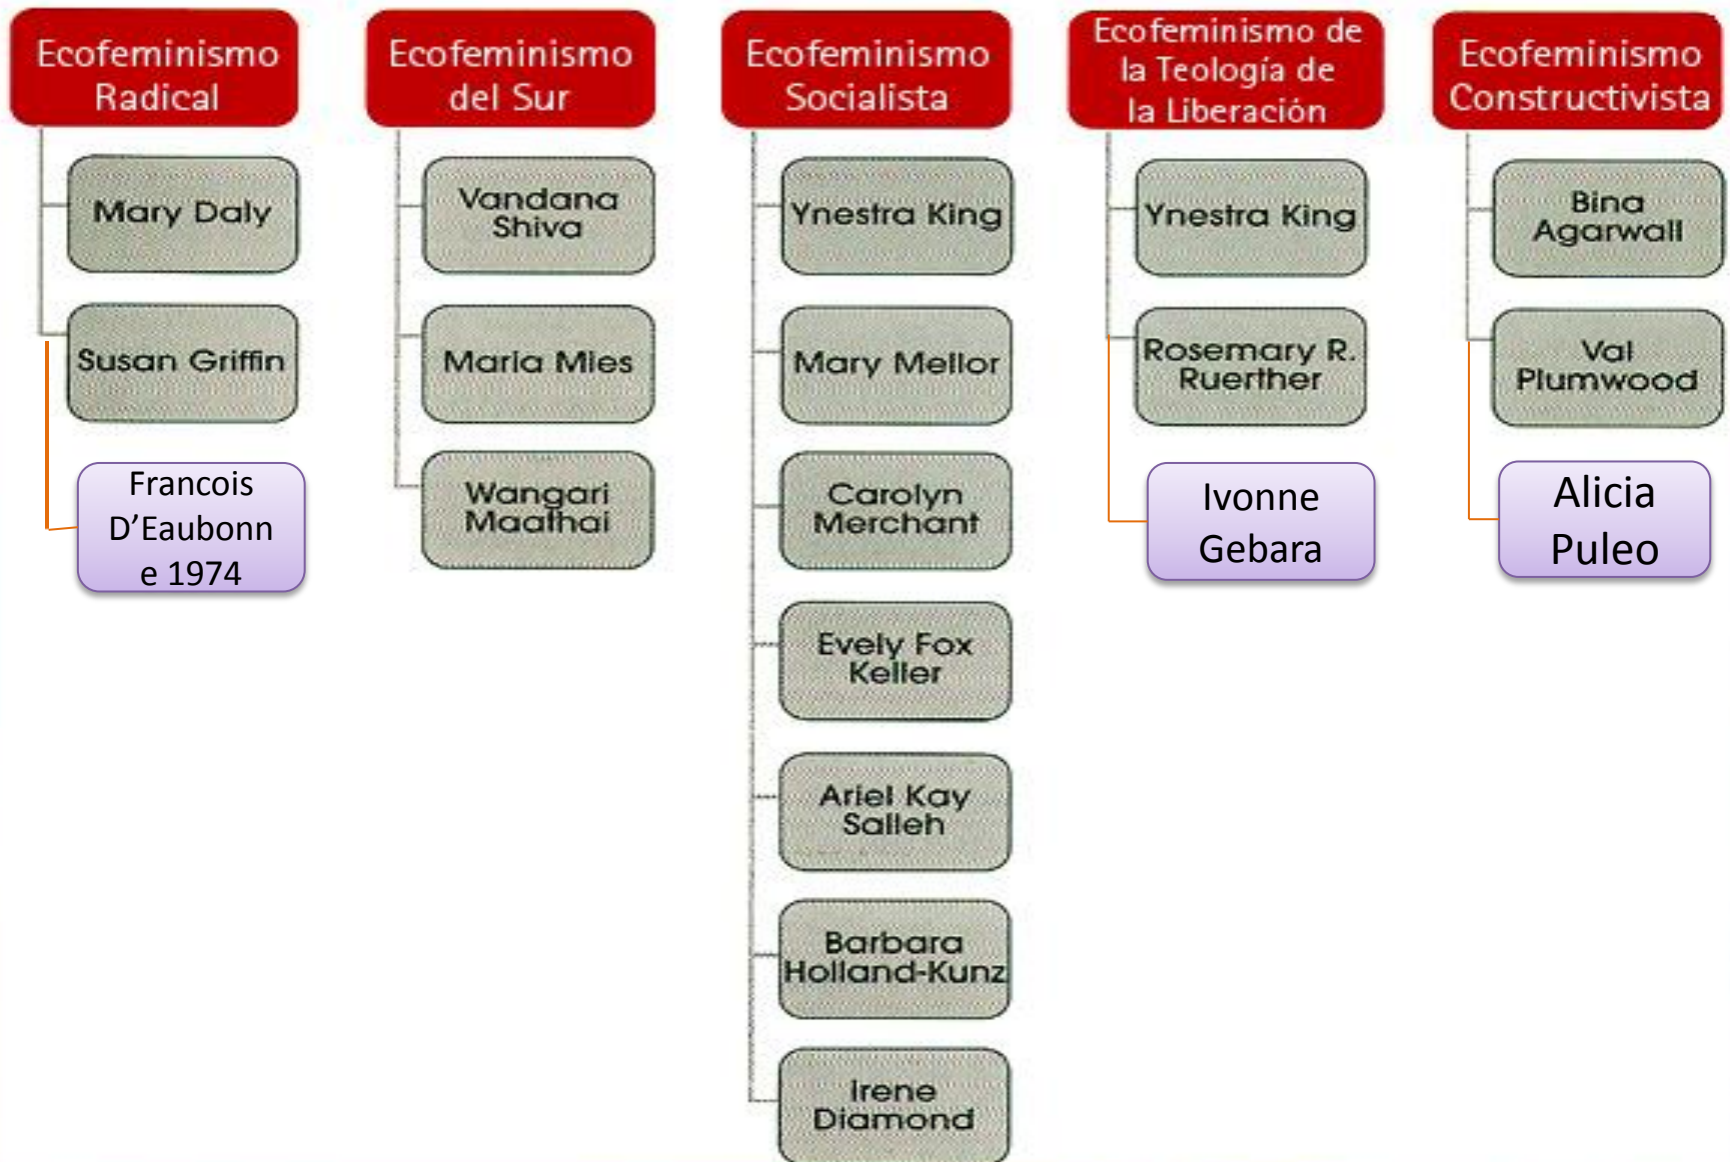 Ecofeminismo
Radical
Mary Daly
Susan Griffin
Francois
D’Eaubonn
e 1974
Ecofeminismo
del Sur
Vandana
Shiva
Maria Mies
Wangari
Maathai
Ecofeminismo
Socialista
Ynestra King
Mary Mellor
Carolyn
Merchant
Evely Fox
Keller
Ariel Kay
Salleh
Barbara
Holland-Kunz
Irene
Diamond
Ecofeminismo de
la Teología de
la Liberación
Ynestra King
Rosemary R.
Ruerther
Ivonne
Gebara
Ecofeminismo
Constructivista
Bina
Agarwall
Val
Plumwood
Alicia
Puleo